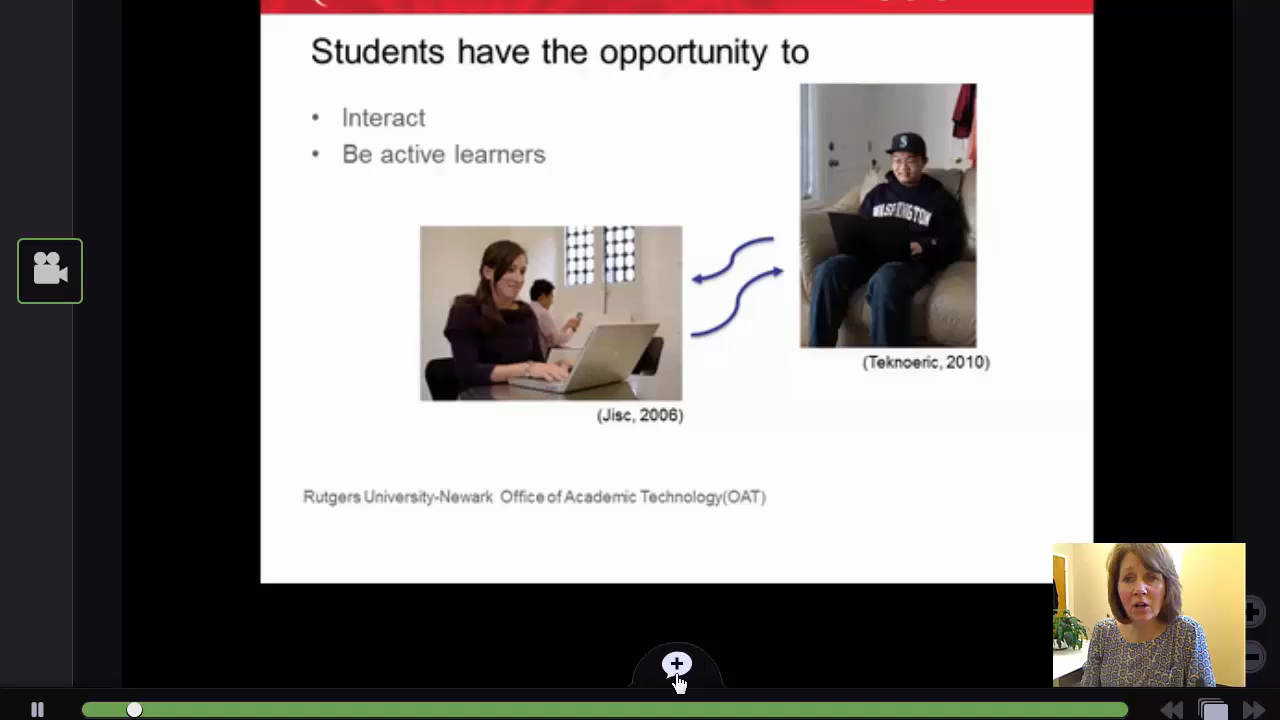 Students have the opportunity to
• Interact
• Be active learners
S
WASHINGTON
(Teknoeric, 2010)
(Jisc, 2006)
Rutgers University-Newark Office of Academic Technology(OAT)